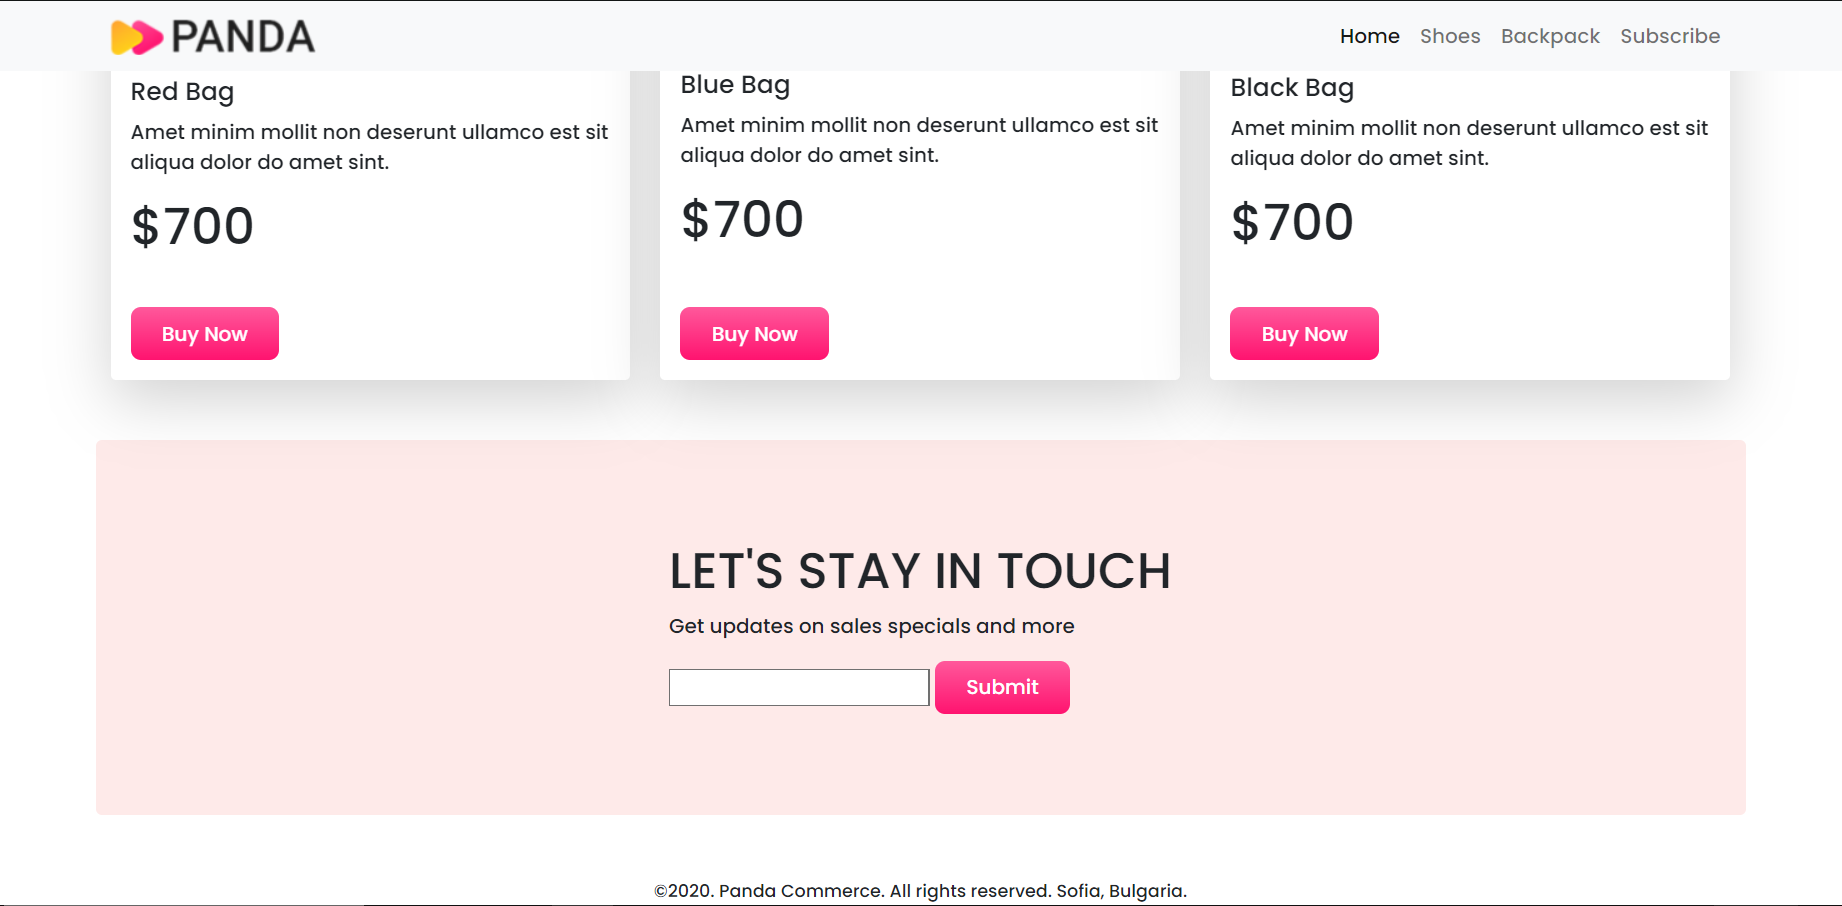 PANDA
Home Shoes Backpack Subscribe
Red Bag
Amet minim mollit non deserunt ullamco est sit
aliqua dolor do amet sint.
$700
Buy Now
Blue Bag
Amet minim mollit non deserunt ullamco est sit
aliqua dolor do amet sint.
$700
Buy Now
Black Bag
Amet minim mollit non deserunt ullamco est sit
aliqua dolor do amet sint.
$700
Buy Now
LET'S STAY IN TOUCH
Get updates on sales specials and more
Submit
©2020. Panda Commerce. All rights reserved. Sofia, Bulgaria.